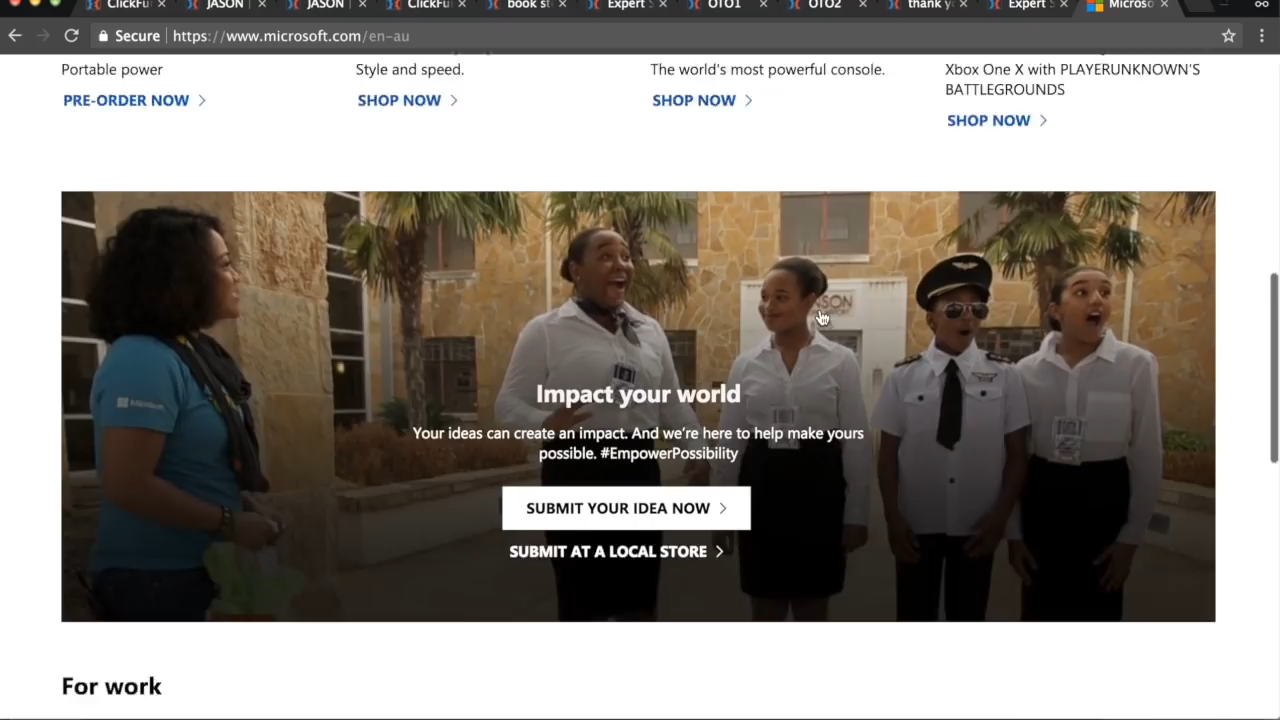 ClickFu
JASON
JASON
ClickFu
book st
Expert S
OTO1
OTO2
thank y
Expert S
Micros
Secure https://www.microsoft.com/en-au
Portable power
PRE-ORDER NOW
Style and speed.
SHOP NOW
The world's most powerful console.
SHOP NOW
Xbox One X with PLAYERUNKNOWN'S
BATTLEGROUNDS
SHOP NOW
NSON
Microsoft
Impact your world
Your ideas can create an impact. And we're here to help make yours
possible. #EmpowerPossibility
SUBMIT YOUR IDEA NOW
SUBMIT AT A LOCAL STORE
For work